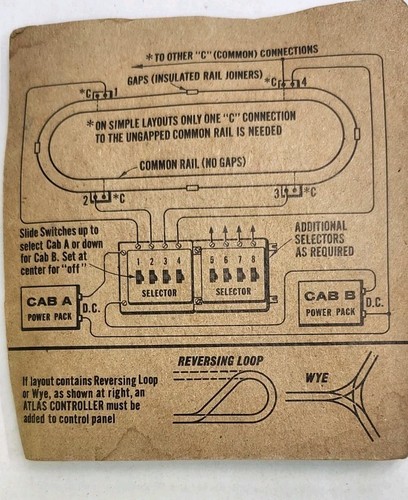 * TO OTHER "C" (COMMON) CONNECTIONS
GAPS (INSULATED RAIL JOINERS)
*C 1
*C 4
* ON SIMPLE LAYOUTS ONLY ONE "C" CONNECTION
TO THE UNGAPPED COMMON RAIL IS NEEDED
COMMON RAIL (NO GAPS)
2 *C
3 *C
Slide Switches up to
select Cab A or down
for Cab B. Set at
center for "off"
ADDITIONAL
SELECTORS
AS REQUIRED
1 2 3 4
SELECTOR
5 6 7 8
SELECTOR
CAB A
POWER PACK
D.C.
CAB B
POWER PACK
D.C.
REVERSING LOOP
WYE
If layout contains Reversing Loop
or Wye, as shown at right, an
ATLAS CONTROLLER must be
added to control panel